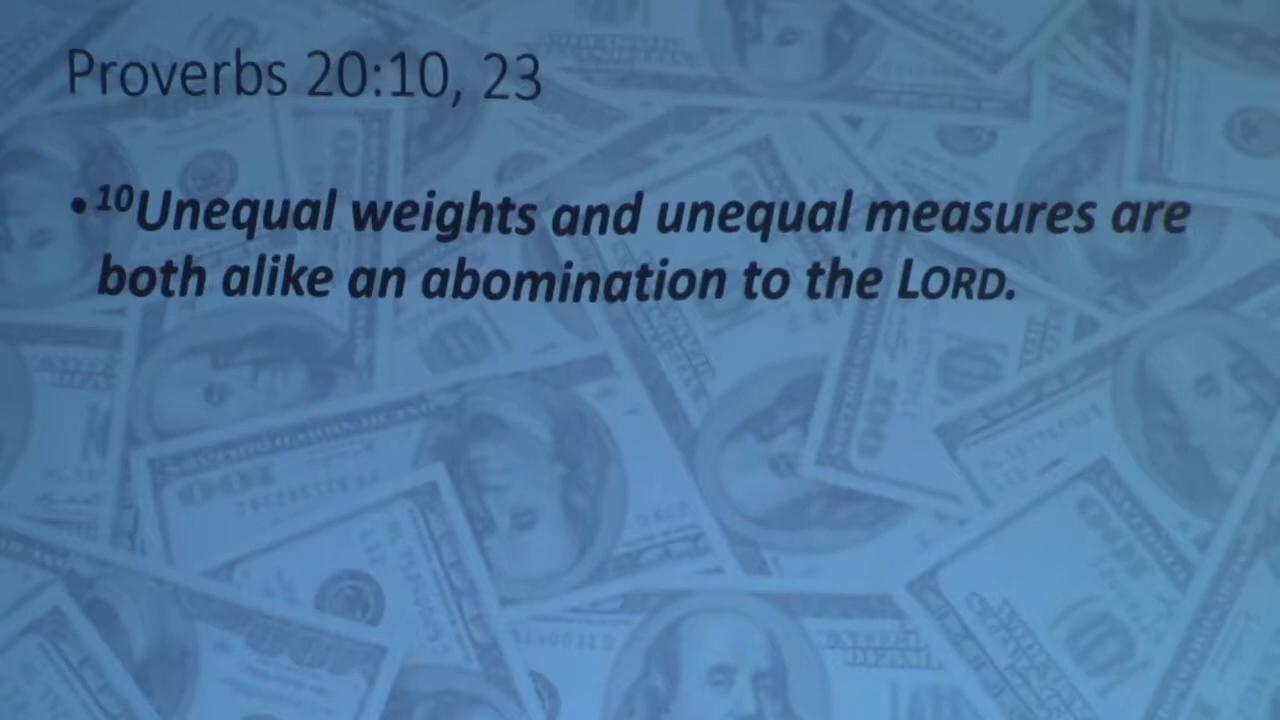 Proverbs 20:10, 23
• ¹⁰Unequal weights and unequal measures are
both alike an abomination to the LORD.